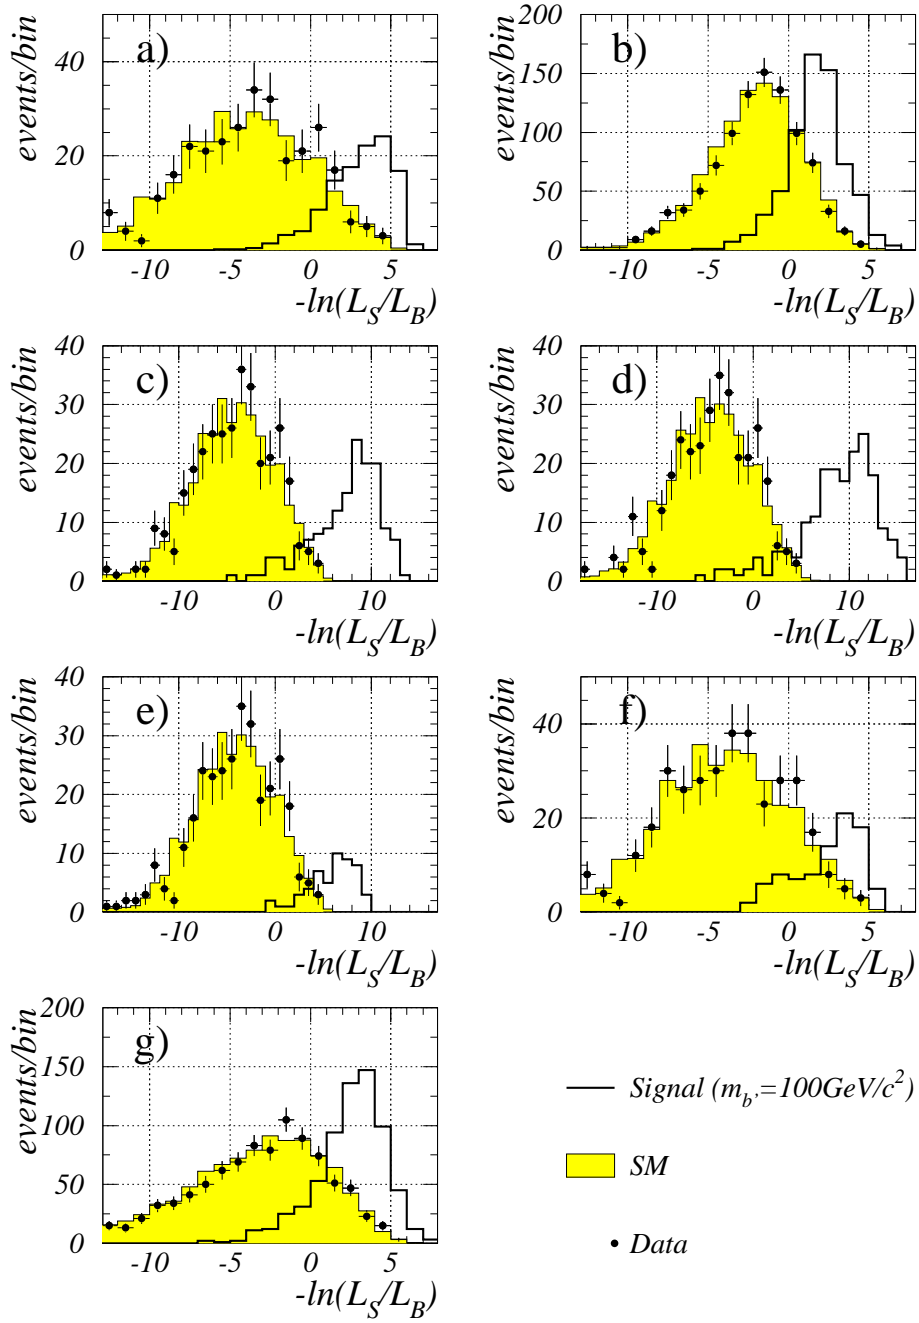 events/bin
a)
40
20
0
-10 -5 0 5
-ln(L_S/L_B)
events/bin
b)
200
150
100
50
0
-10 -5 0 5
-ln(L_S/L_B)
events/bin
c)
40
30
20
10
0
-10 0 10
-ln(L_S/L_B)
events/bin
d)
40
30
20
10
0
-10 0 10
-ln(L_S/L_B)
events/bin
e)
40
30
20
10
0
-10 0 10
-ln(L_S/L_B)
events/bin
f)
40
20
0
-10 -5 0 5
-ln(L_S/L_B)
events/bin
g)
200
150
100
50
0
-10 -5 0 5
-ln(L_S/L_B)
Signal (m_b'=100GeV/c²)
SM
Data